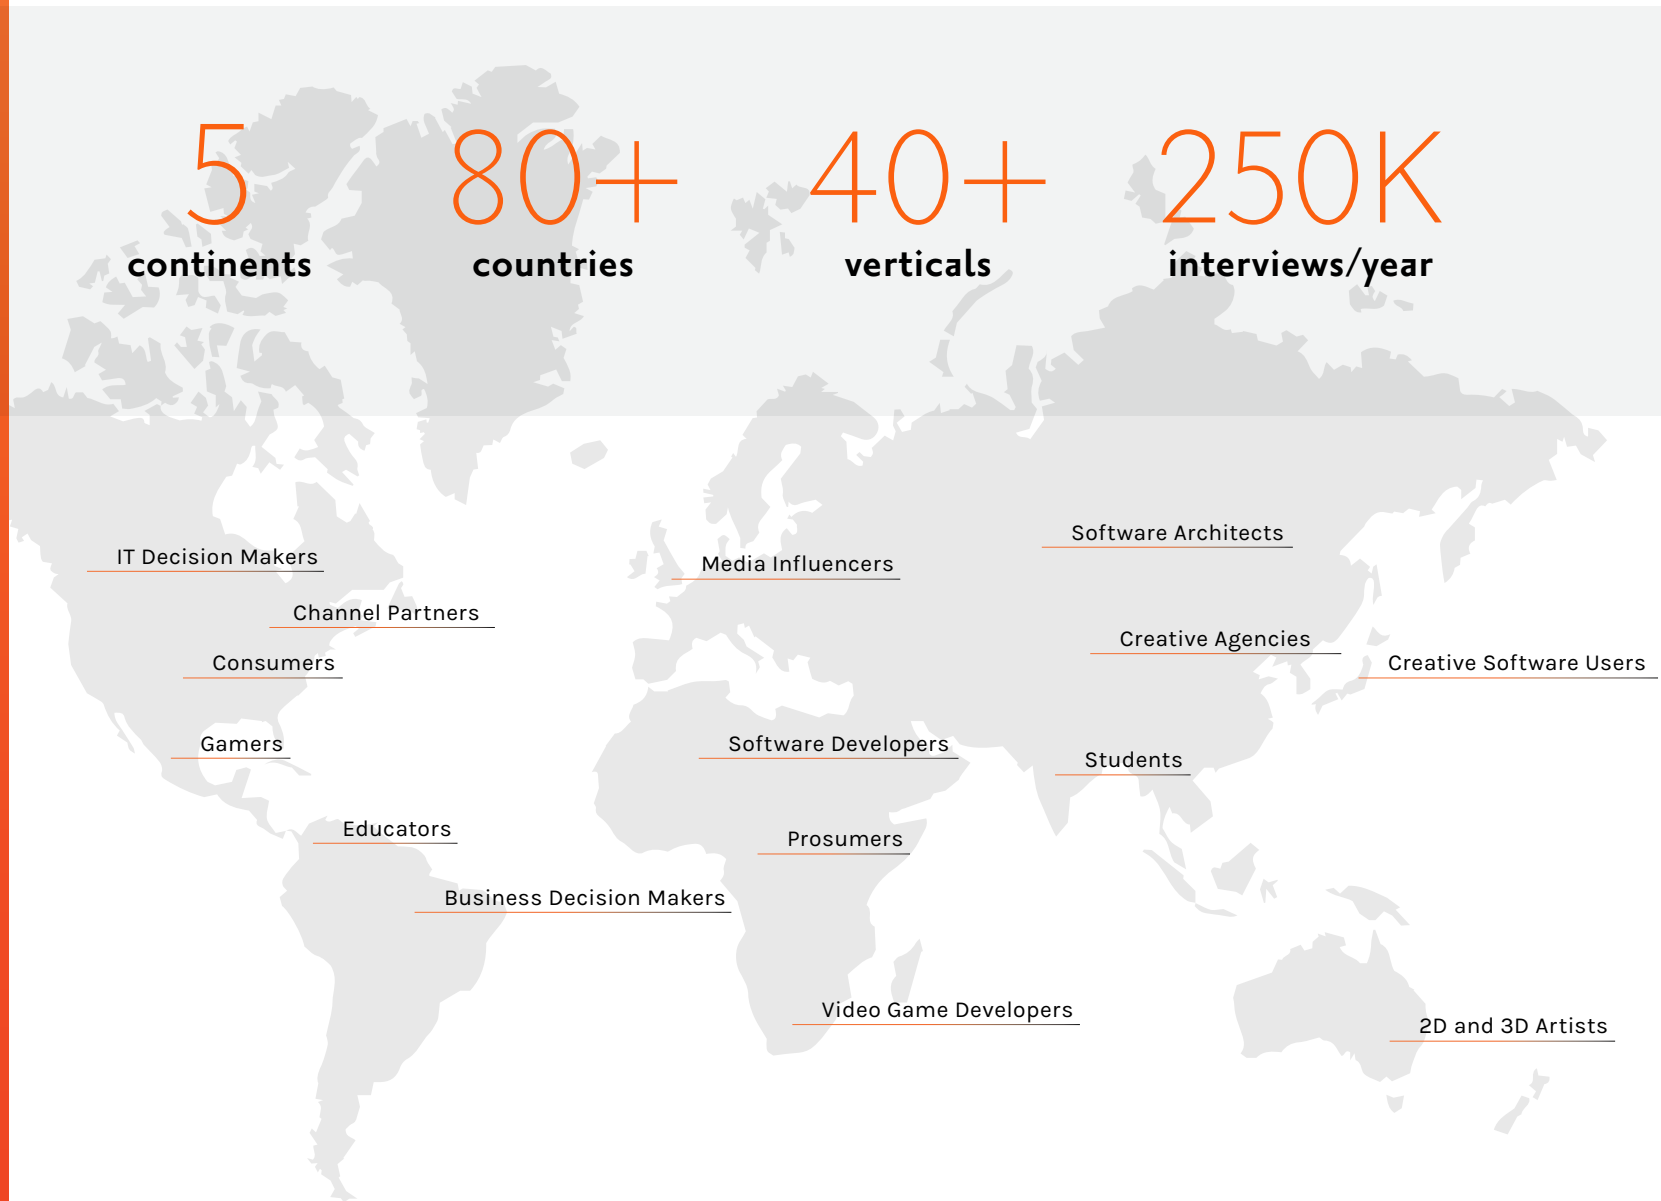 5
continents
80+
countries
40+
verticals
250K
interviews/year
Software Architects
IT Decision Makers
Media Influencers
Channel Partners
Creative Agencies
Consumers
Creative Software Users
Gamers
Software Developers
Students
Educators
Prosumers
Business Decision Makers
Video Game Developers
2D and 3D Artists